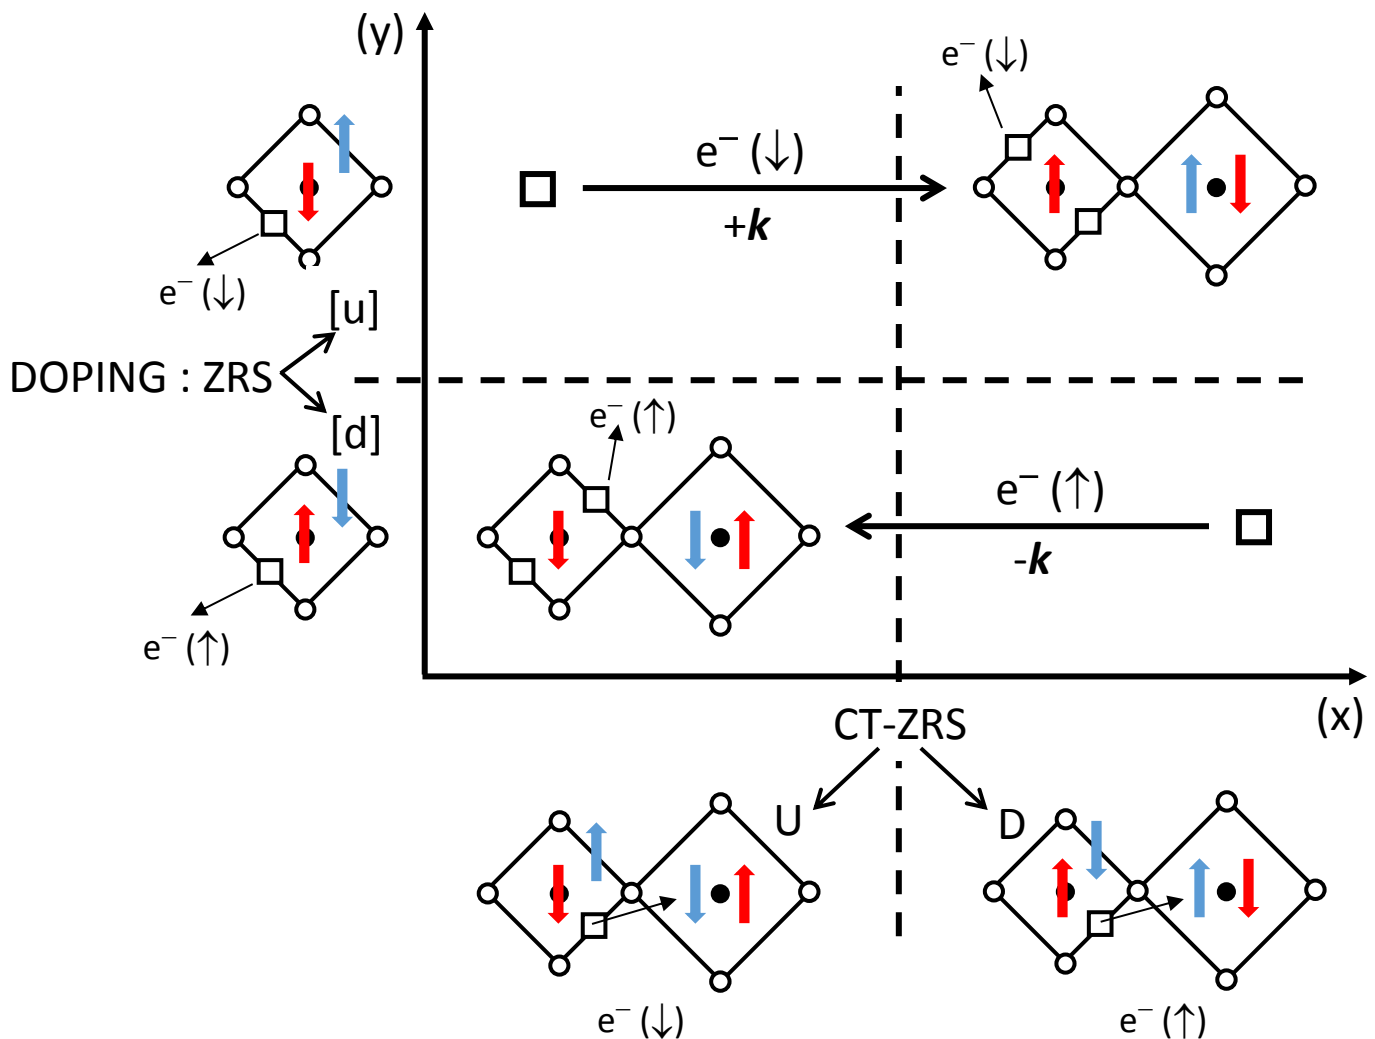 (y)
e⁻ (↓)
e⁻ (↓)
+k
e⁻ (↓)
[u]
DOPING : ZRS
[d]
e⁻ (↑)
e⁻ (↑)
-k
e⁻ (↑)
(x)
CT-ZRS
U
D
e⁻ (↓)
e⁻ (↑)